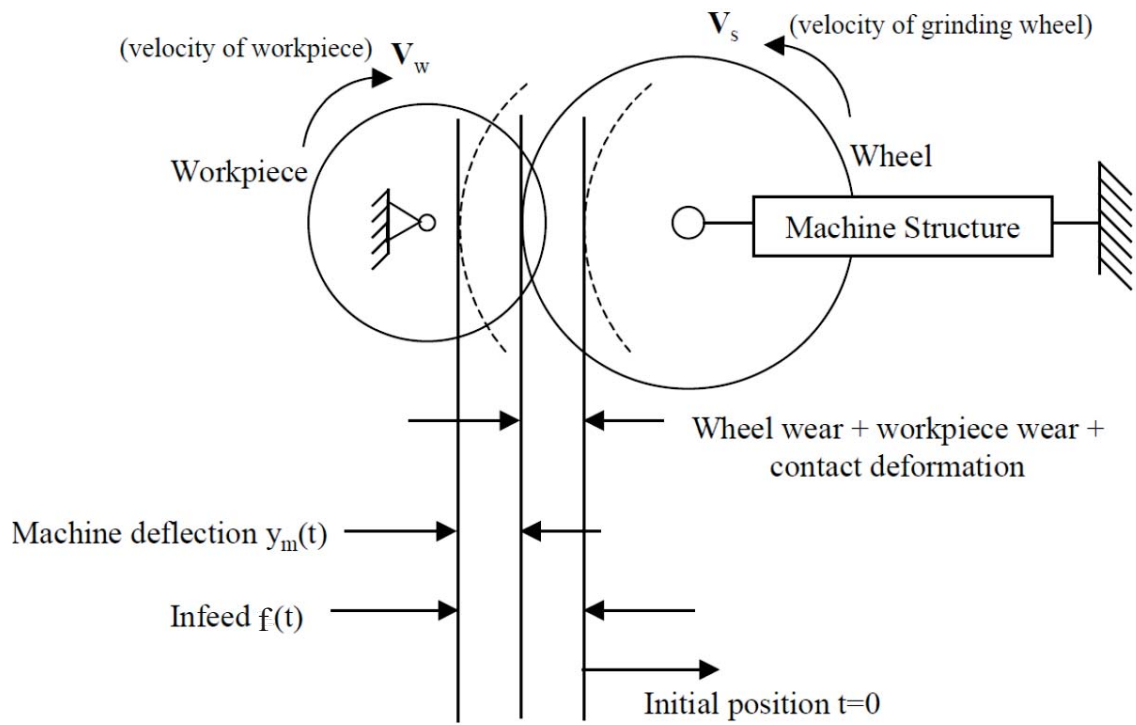 (velocity of workpiece) V_w
V_s (velocity of grinding wheel)
Workpiece
Wheel
Machine Structure
Wheel wear + workpiece wear +
contact deformation
Machine deflection y_m(t)
Infeed f(t)
Initial position t=0